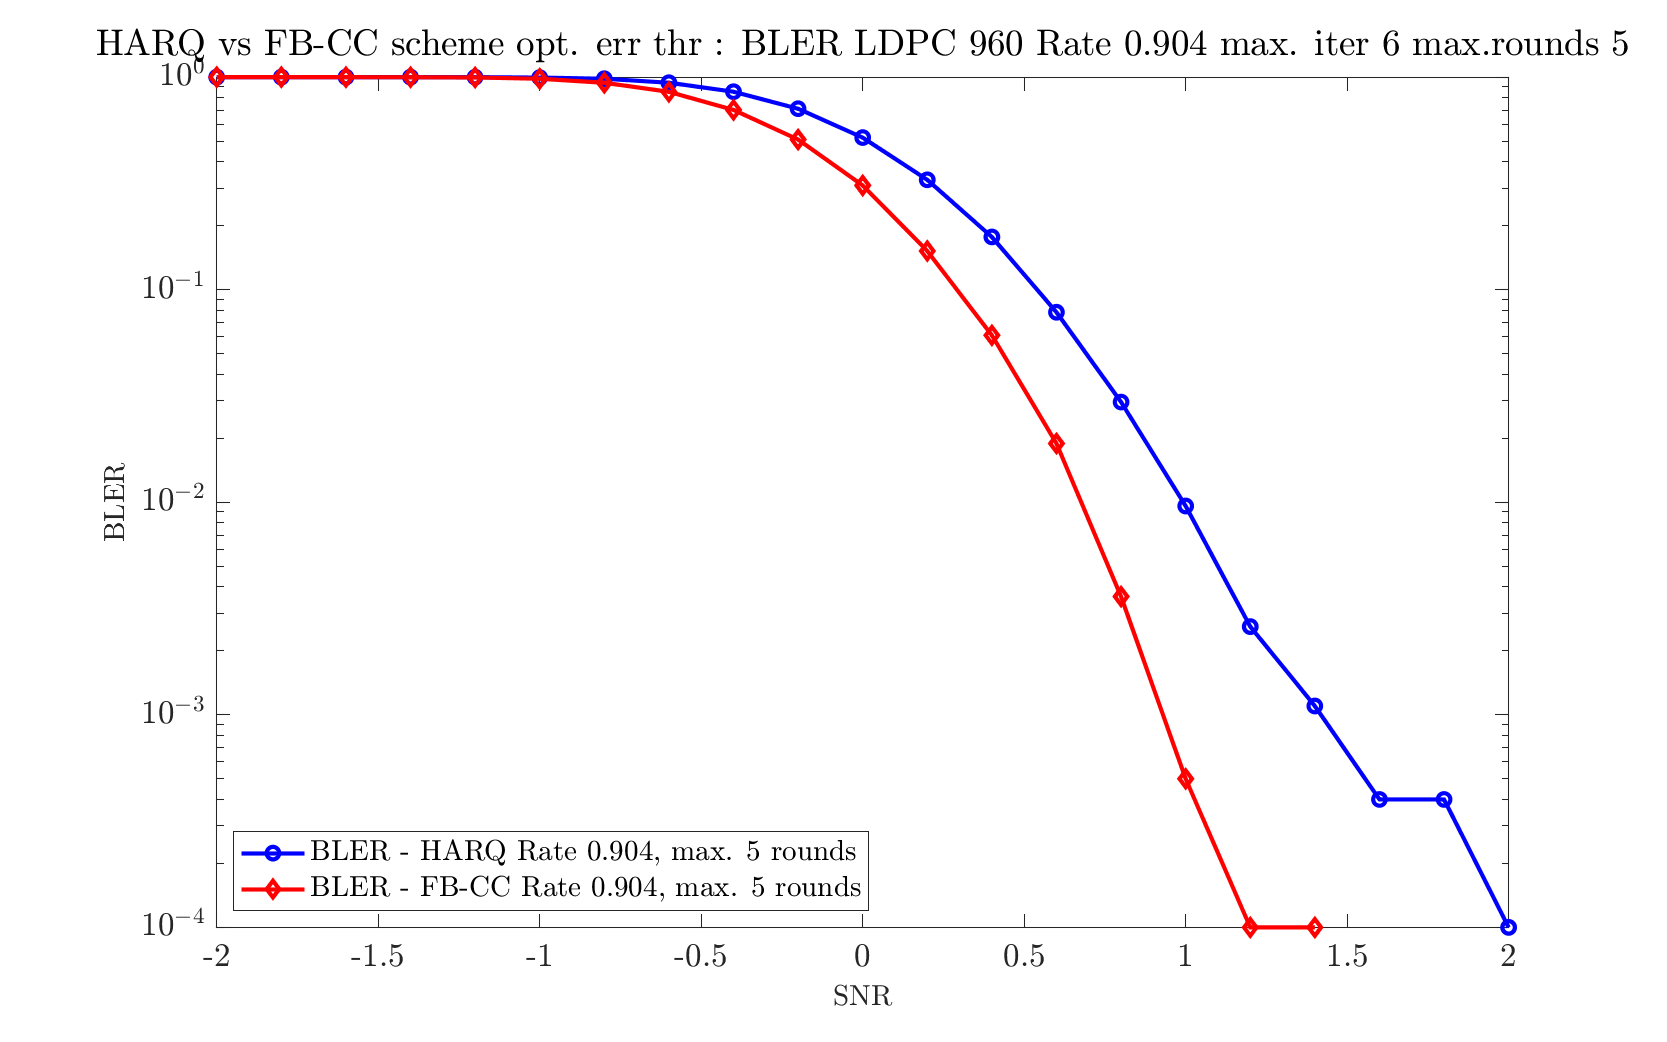 HARQ vs FB-CC scheme opt. err thr : BLER LDPC 960 Rate 0.904 max. iter 6 max.rounds 5
10^0
10^-1
10^-2
10^-3
10^-4
BLER
BLER - HARQ Rate 0.904, max. 5 rounds
BLER - FB-CC Rate 0.904, max. 5 rounds
-2 -1.5 -1 -0.5 0 0.5 1 1.5 2
SNR